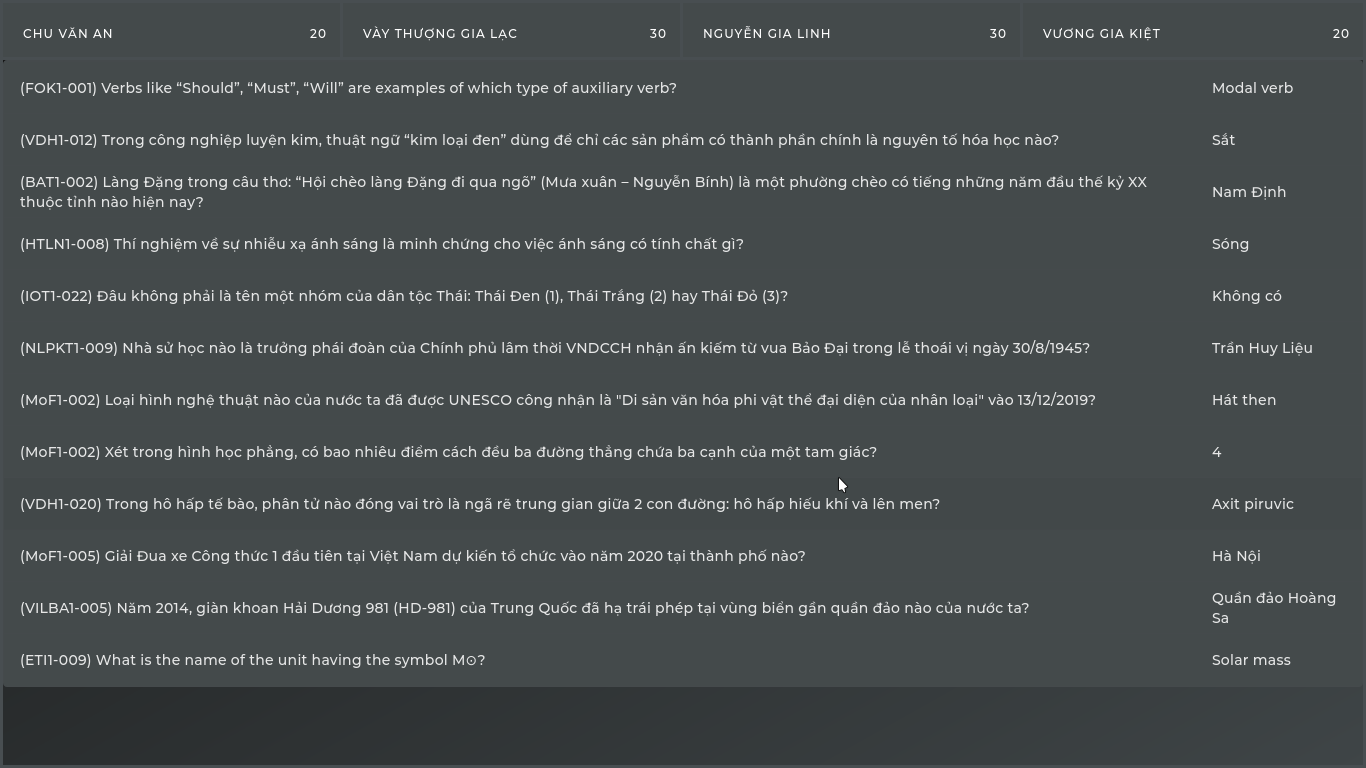 CHU VĂN AN 20 VÀY THƯỢNG GIA LẠC 30 NGUYỄN GIA LINH 30 VƯƠNG GIA KIỆT 20
(FOK1-001) Verbs like “Should”, “Must”, “Will” are examples of which type of auxiliary verb? Modal verb
(VDH1-012) Trong công nghiệp luyện kim, thuật ngữ “kim loại đen” dùng để chỉ các sản phẩm có thành phần chính là nguyên tố hóa học nào? Sắt
(BAT1-002) Làng Đặng trong câu thơ: “Hội chèo làng Đặng đi qua ngõ” (Mưa xuân – Nguyễn Bính) là một phường chèo có tiếng những năm đầu thế kỷ XX
thuộc tỉnh nào hiện nay? Nam Định
(HTLN1-008) Thí nghiệm về sự nhiễu xạ ánh sáng là minh chứng cho việc ánh sáng có tính chất gì? Sóng
(IOT1-022) Đâu không phải là tên một nhóm của dân tộc Thái: Thái Đen (1), Thái Trắng (2) hay Thái Đỏ (3)? Không có
(NLPKT1-009) Nhà sử học nào là trưởng phái đoàn của Chính phủ lâm thời VNDCCH nhận ấn kiếm từ vua Bảo Đại trong lễ thoái vị ngày 30/8/1945? Trần Huy Liệu
(MoF1-002) Loại hình nghệ thuật nào của nước ta đã được UNESCO công nhận là "Di sản văn hóa phi vật thể đại diện của nhân loại" vào 13/12/2019? Hát then
(MoF1-002) Xét trong hình học phẳng, có bao nhiêu điểm cách đều ba đường thẳng chứa ba cạnh của một tam giác? 4
(VDH1-020) Trong hô hấp tế bào, phân tử nào đóng vai trò là ngã rẽ trung gian giữa 2 con đường: hô hấp hiếu khí và lên men? Axit piruvic
(MoF1-005) Giải Đua xe Công thức 1 đầu tiên tại Việt Nam dự kiến tổ chức vào năm 2020 tại thành phố nào? Hà Nội
(VILBA1-005) Năm 2014, giàn khoan Hải Dương 981 (HD-981) của Trung Quốc đã hạ trái phép tại vùng biển gần quần đảo nào của nước ta? Quần đảo Hoàng
Sa
(ETI1-009) What is the name of the unit having the symbol M⊙? Solar mass